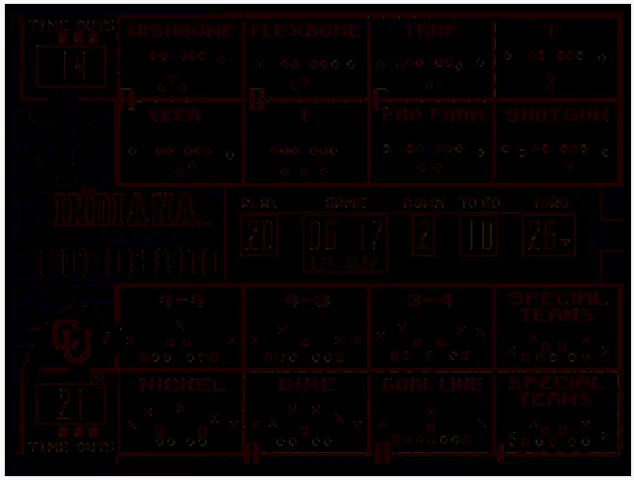 TIME OUTS
WISHBONE FLEXBONE TRAP I
VEER I PRO FORM SHOTGUN
INDIANA
PLAY GAME DOWN TO GO YARD
20 06 17 2 10 26
4-4 4-3 3-4 SPECIAL TEAMS
CU
NICKEL DIME GOAL LINE SPECIAL TEAMS
21
TIME OUTS